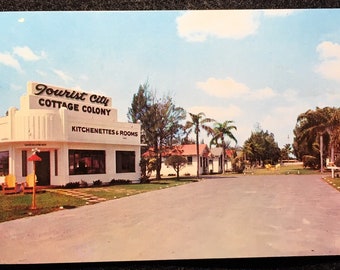 Tourist City
COTTAGE COLONY
KITCHENETTES & ROOMS